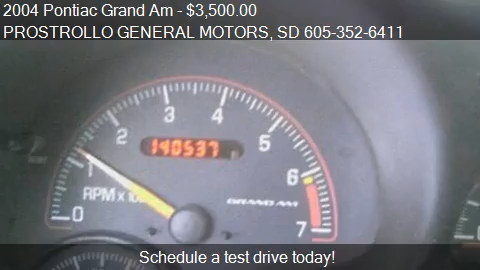 2004 Pontiac Grand Am - $3,500.00
PROSTROLLO GENERAL MOTORS, SD 605-352-6411
3
2 4
140537
1 5
6
RPM x
GRAND AM
0 7
Schedule a test drive today!